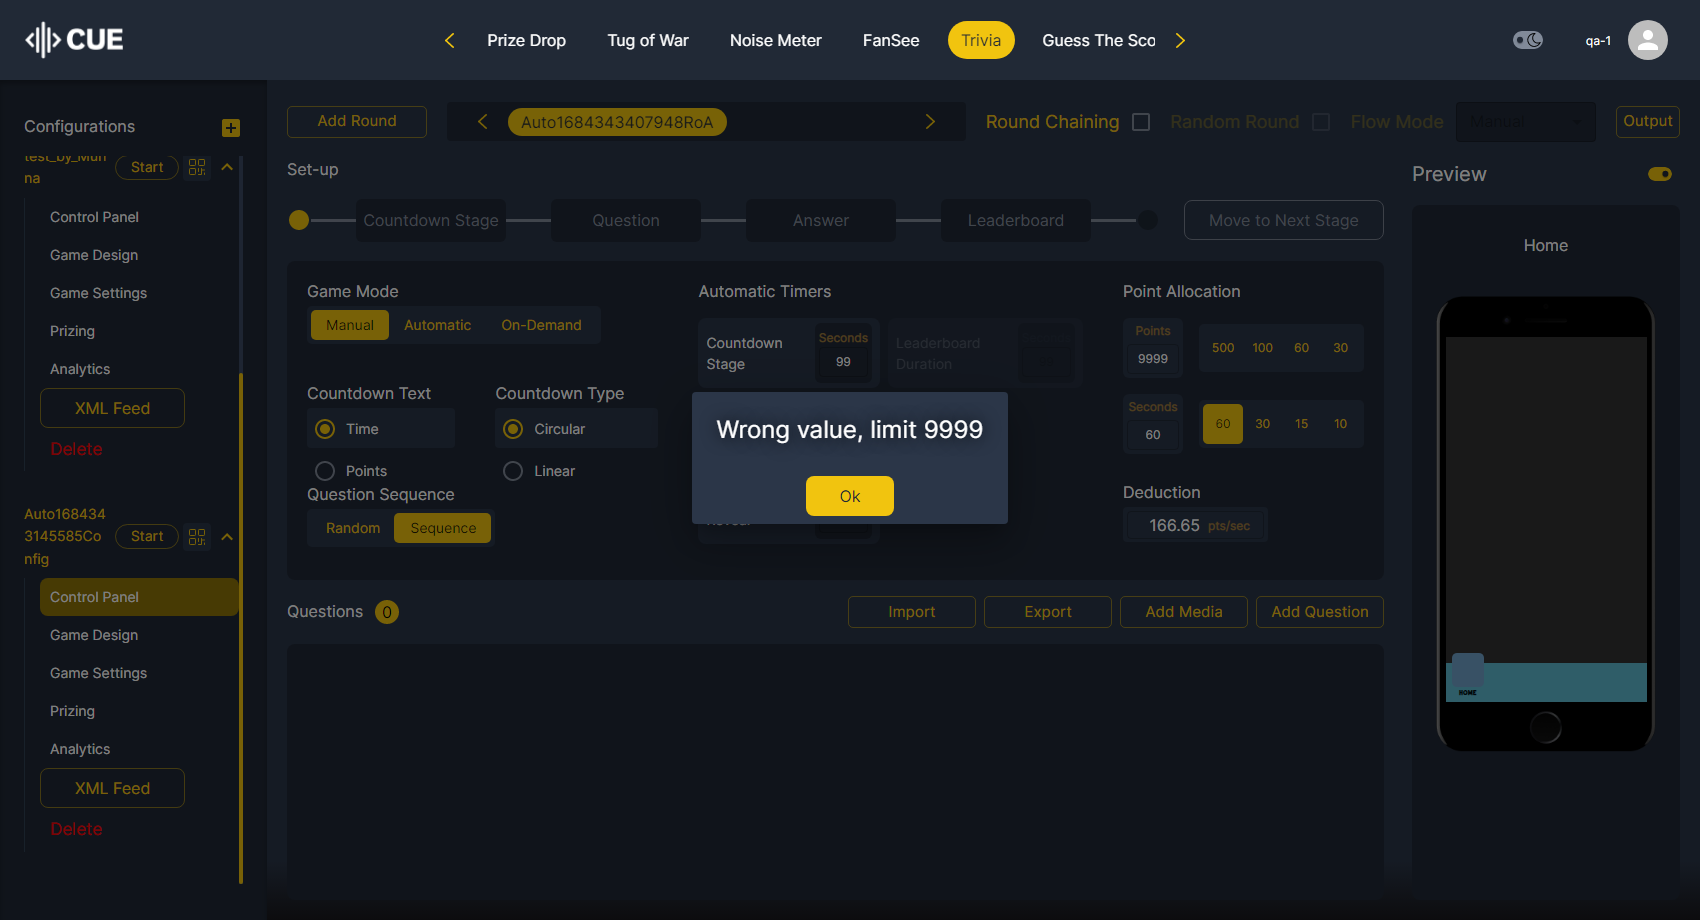 CUE
Prize Drop
Tug of War
Noise Meter
FanSee
Trivia
Guess The Sco
qa-1
Configurations
test_by_Mun
na
Start
Control Panel
Game Design
Game Settings
Prizing
Analytics
XML Feed
Delete
Auto168434
3145585Co
nfig
Start
Control Panel
Game Design
Game Settings
Prizing
Analytics
XML Feed
Delete
Add Round
Auto1684343407948RoA
Round Chaining
Random Round
Flow Mode
Manual
Output
Set-up
Countdown Stage
Question
Answer
Leaderboard
Move to Next Stage
Game Mode
Manual
Automatic
On-Demand
Countdown Text
Time
Points
Countdown Type
Circular
Linear
Question Sequence
Random
Sequence
Automatic Timers
Countdown
Stage
Seconds
99
Leaderboard
Duration
Wrong value, limit 9999
Ok
Point Allocation
Points
9999
500
100
60
30
Seconds
60
60
30
15
10
Deduction
166.65 pts/sec
Questions 0
Import
Export
Add Media
Add Question
Preview
Home
HOME